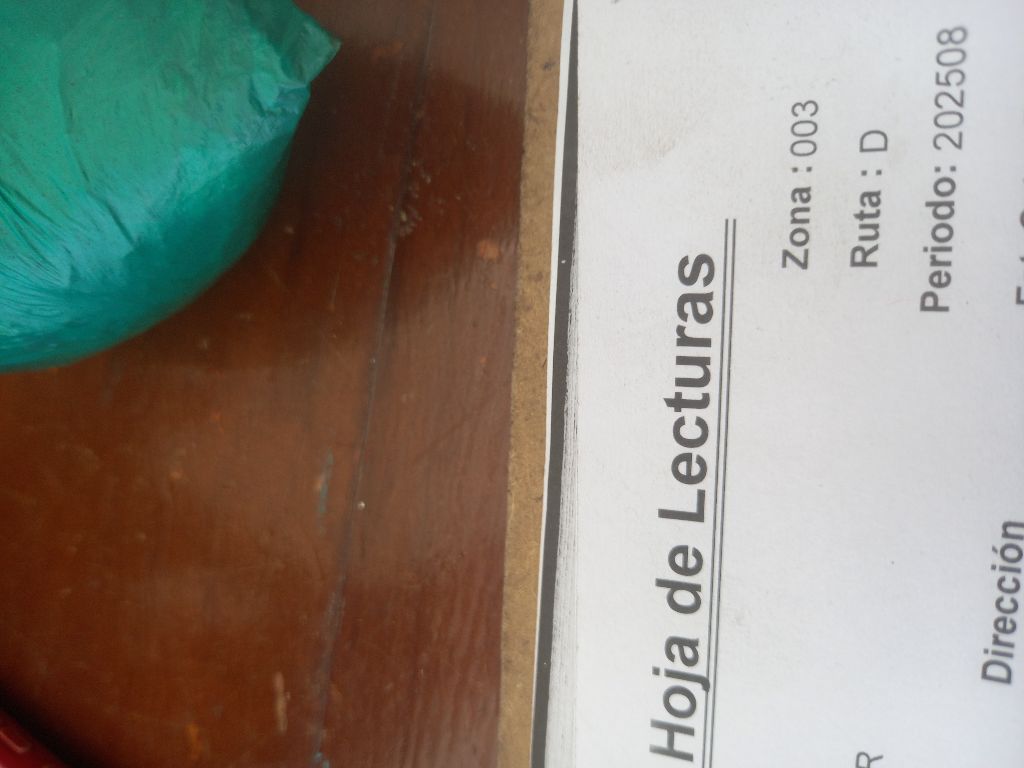 Hoja de Lecturas
Zona : 003
Ruta : D
Periodo: 202508
Dirección